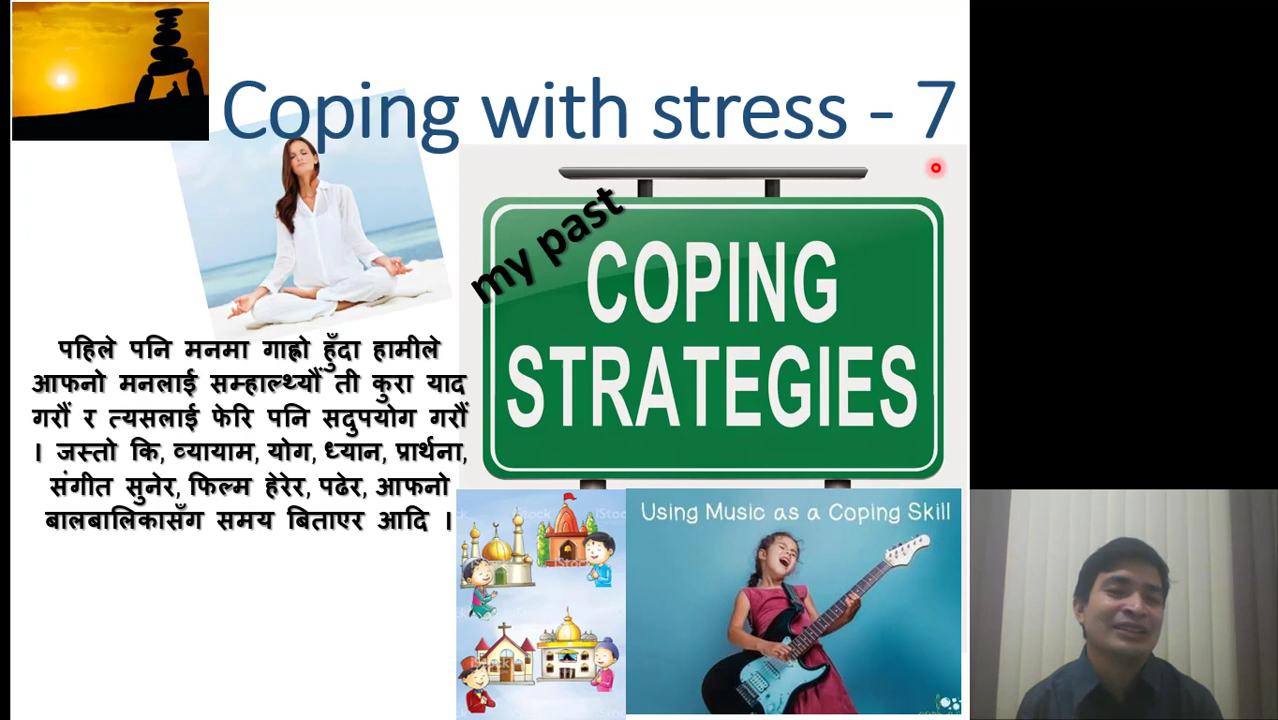 Coping with stress - 7
my past
COPING
STRATEGIES
पहिले पनि मनमा गाह्रो हुँदा हामीले
आफनो मनलाई सम्हाल्थ्यौं ती कुरा याद
गरौं र त्यसलाई फेरि पनि सदुपयोग गरौं
। जस्तो कि, व्यायाम, योग, ध्यान, प्रार्थना,
संगीत सुनेर, फिल्म हेरेर, पढेर, आफनो
बालबालिकासँग समय बिताएर आदि ।
Using Music as a Coping Skill
iStock